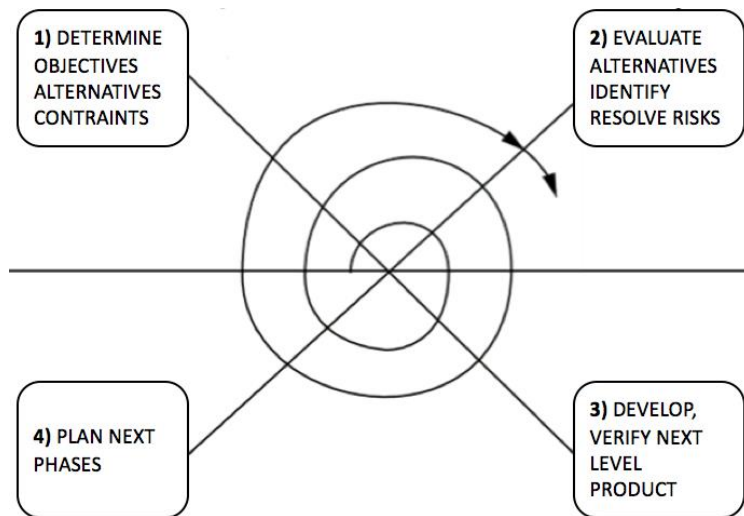 1) DETERMINE
OBJECTIVES
ALTERNATIVES
CONTRAINTS
2) EVALUATE
ALTERNATIVES
IDENTIFY
RESOLVE RISKS
3) DEVELOP,
VERIFY NEXT
LEVEL
PRODUCT
4) PLAN NEXT
PHASES